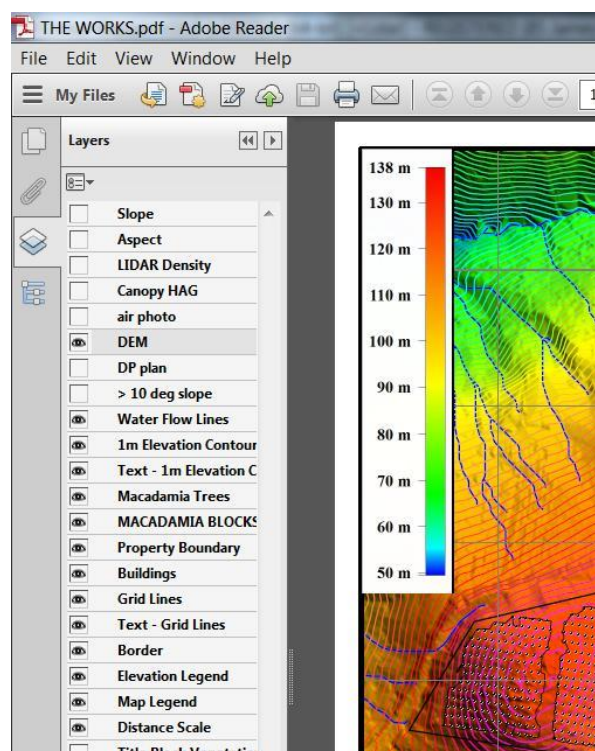 THE WORKS.pdf - Adobe Reader
File Edit View Window Help
My Files
1
Layers
Slope
Aspect
LIDAR Density
Canopy HAG
air photo
DEM
DP plan
> 10 deg slope
Water Flow Lines
1m Elevation Contour
Text - 1m Elevation C
Macadamia Trees
MACADAMIA BLOCKS
Property Boundary
Buildings
Grid Lines
Text - Grid Lines
Border
Elevation Legend
Map Legend
Distance Scale
138 m
130 m
120 m
110 m
100 m
90 m
80 m
70 m
60 m
50 m